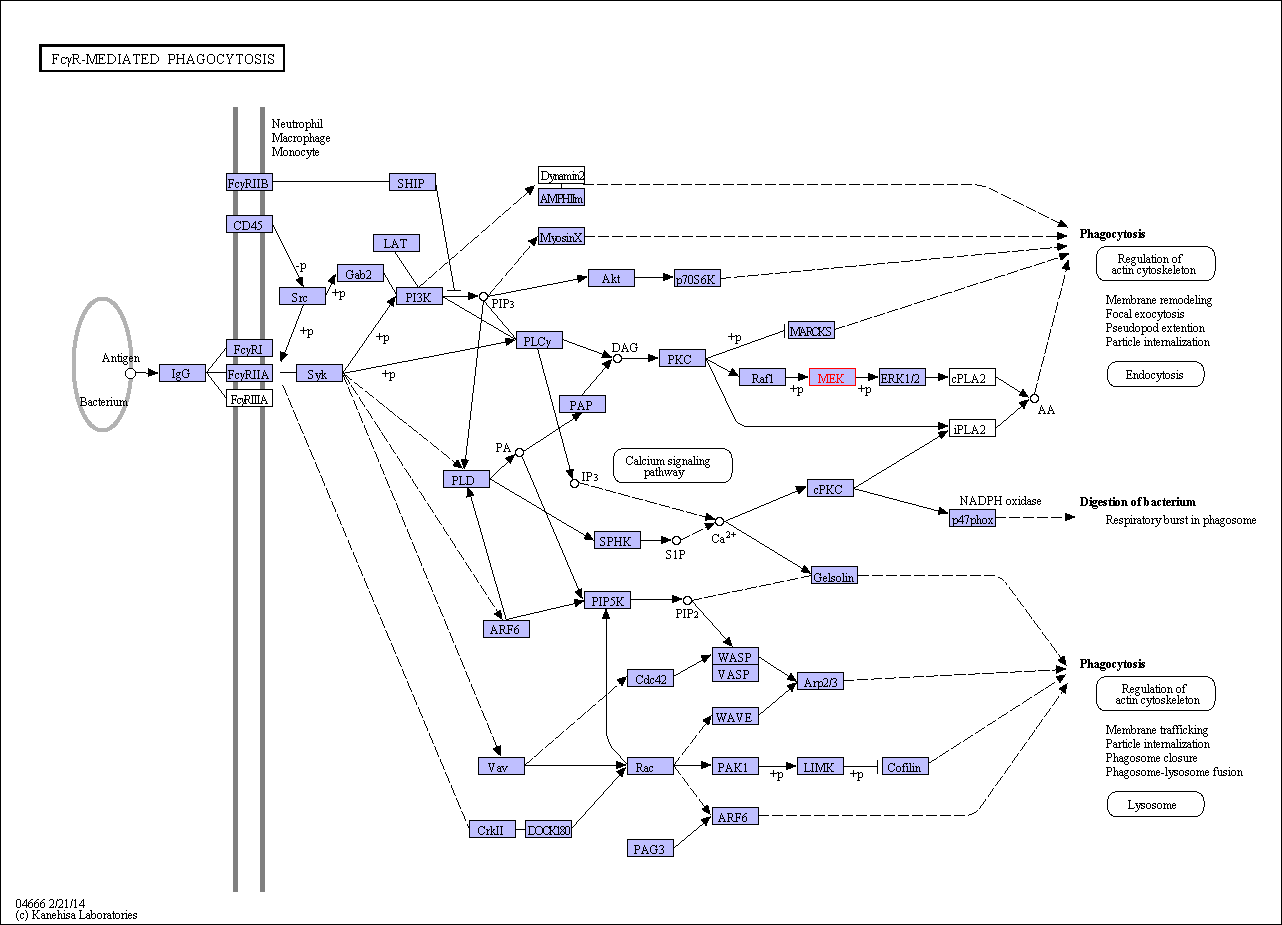 FcγR-MEDIATED PHAGOCYTOSIS
Neutrophil
Macrophage
Monocyte
FcγRIIB
SHIP
Dynamin2
AMPHIIm
CD45
LAT
MyosinX
Phagocytosis
-p
Gab2
Akt
p70S6K
Regulation of
actin cytoskeleton
Src
+p
PI3K
PIP3
Membrane remodeling
Focal exocytosis
Pseudopod extention
Particle internalization
+p
+p
PLCγ
+p
MARCKS
FcγRI
DAG
Antigen
IgG
FcγRIIA
Syk
+p
PKC
Raf1
+p
MEK
+p
ERK1/2
cPLA2
Endocytosis
Bacterium
FcγRIIIA
PAP
AA
iPLA2
PA
Calcium signaling
pathway
PLD
IP3
cPKC
NADPH oxidase
Digestion of bacterium
p47phox
Respiratory burst in phagosome
SPHK
S1P
Ca2+
Gelsolin
PIP5K
PIP2
ARF6
WASP
VASP
Phagocytosis
Cdc42
Arp2/3
Regulation of
actin cytoskeleton
WAVE
Membrane trafficking
Particle internalization
Phagosome closure
Phagosome-lysosome fusion
Vav
Rac
PAK1
+p
LIMK
+p
Cofilin
Lysosome
ARF6
CrkII
DOCK180
PAG3
04666 2/21/14
(c) Kanehisa Laboratories